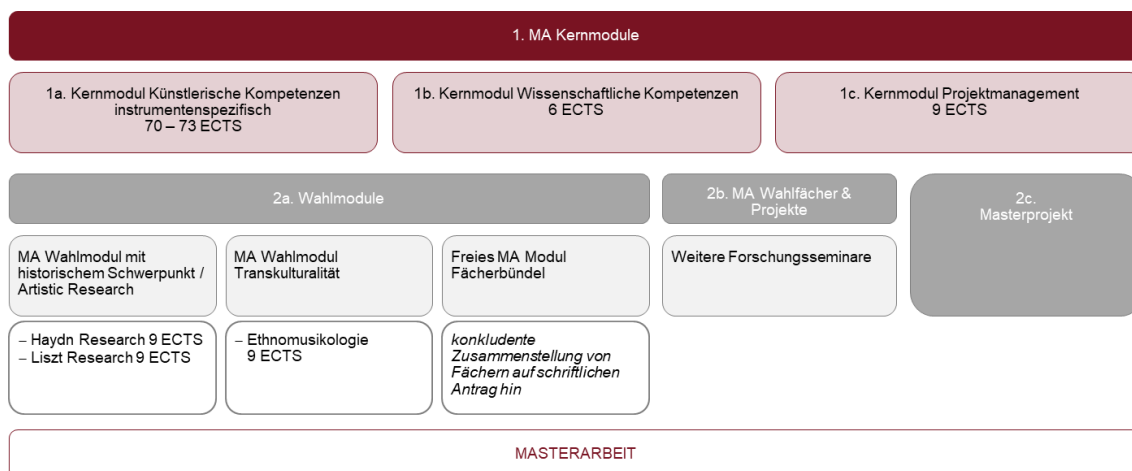 1. MA Kernmodule
1a. Kernmodul Künstlerische Kompetenzen
instrumentenspezifisch
70 – 73 ECTS
1b. Kernmodul Wissenschaftliche Kompetenzen
6 ECTS
1c. Kernmodul Projektmanagement
9 ECTS
2a. Wahlmodule
2b. MA Wahlfächer &
Projekte
2c.
Masterprojekt
MA Wahlmodul mit
historischem Schwerpunkt /
Artistic Research
MA Wahlmodul
Transkulturalität
Freies MA Modul
Fächerbündel
Weitere Forschungsseminare
– Haydn Research 9 ECTS
– Liszt Research 9 ECTS
– Ethnomusikologie
9 ECTS
konkludente
Zusammenstellung von
Fächern auf schriftlichen
Antrag hin
MASTERARBEIT